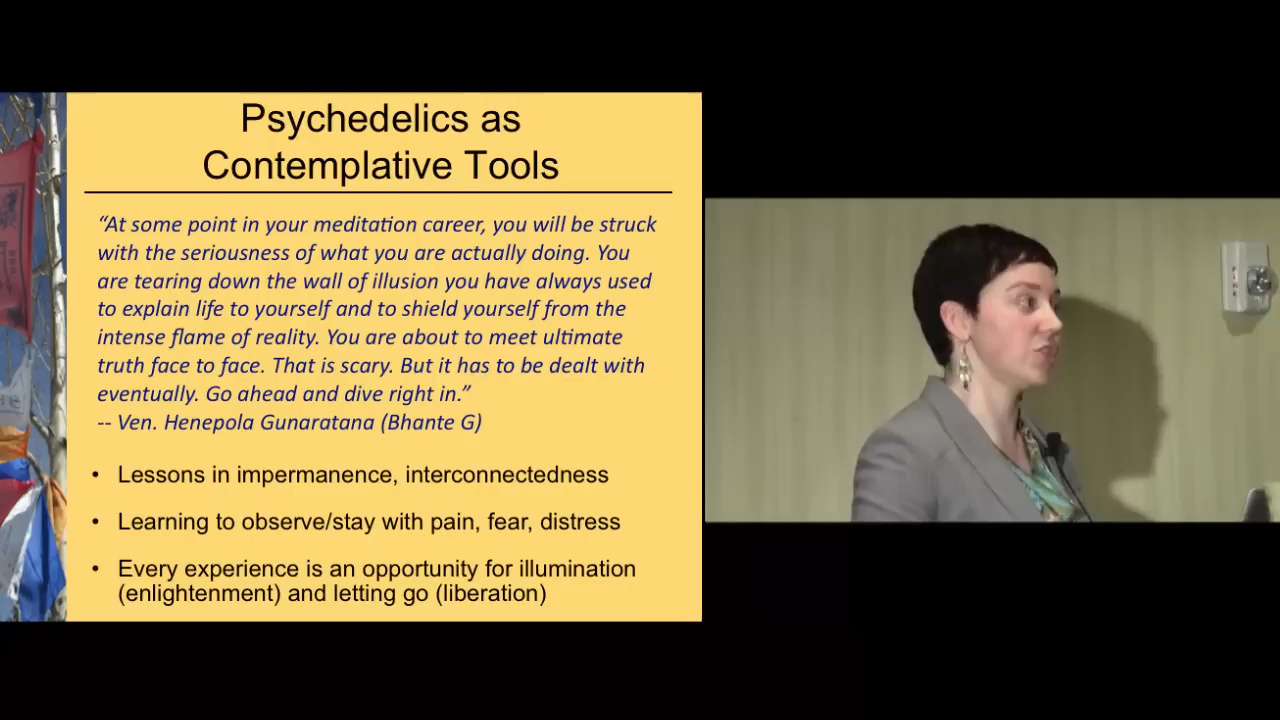 Psychedelics as
Contemplative Tools
“At some point in your meditation career, you will be struck
with the seriousness of what you are actually doing. You
are tearing down the wall of illusion you have always used
to explain life to yourself and to shield yourself from the
intense flame of reality. You are about to meet ultimate
truth face to face. That is scary. But it has to be dealt with
eventually. Go ahead and dive right in.”
-- Ven. Henepola Gunaratana (Bhante G)
• Lessons in impermanence, interconnectedness
• Learning to observe/stay with pain, fear, distress
• Every experience is an opportunity for illumination
(enlightenment) and letting go (liberation)